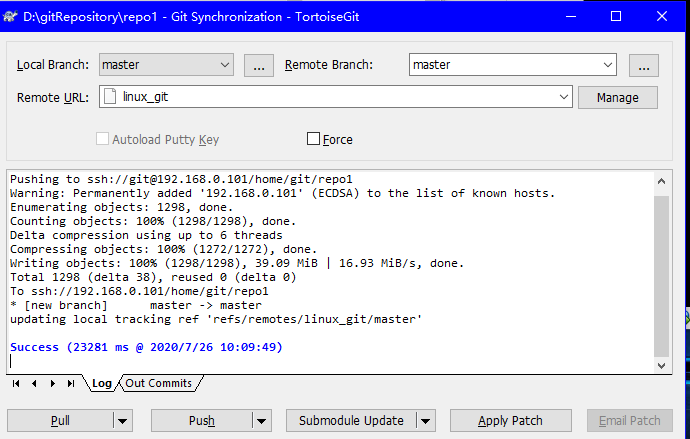 D:\gitRepository\repo1 - Git Synchronization - TortoiseGit
Local Branch: master ... Remote Branch: master ...
Remote URL: linux_git Manage
Autoload Putty Key Force
Pushing to ssh://git@192.168.0.101/home/git/repo1
Warning: Permanently added '192.168.0.101' (ECDSA) to the list of known hosts.
Enumerating objects: 1298, done.
Counting objects: 100% (1298/1298), done.
Delta compression using up to 6 threads
Compressing objects: 100% (1272/1272), done.
Writing objects: 100% (1298/1298), 39.09 MiB | 16.93 MiB/s, done.
Total 1298 (delta 38), reused 0 (delta 0)
To ssh://192.168.0.101/home/git/repo1
* [new branch]      master -> master
updating local tracking ref 'refs/remotes/linux_git/master'
Success (23281 ms @ 2020/7/26 10:09:49)
Log Out Commits
Pull Push Submodule Update Apply Patch Email Patch